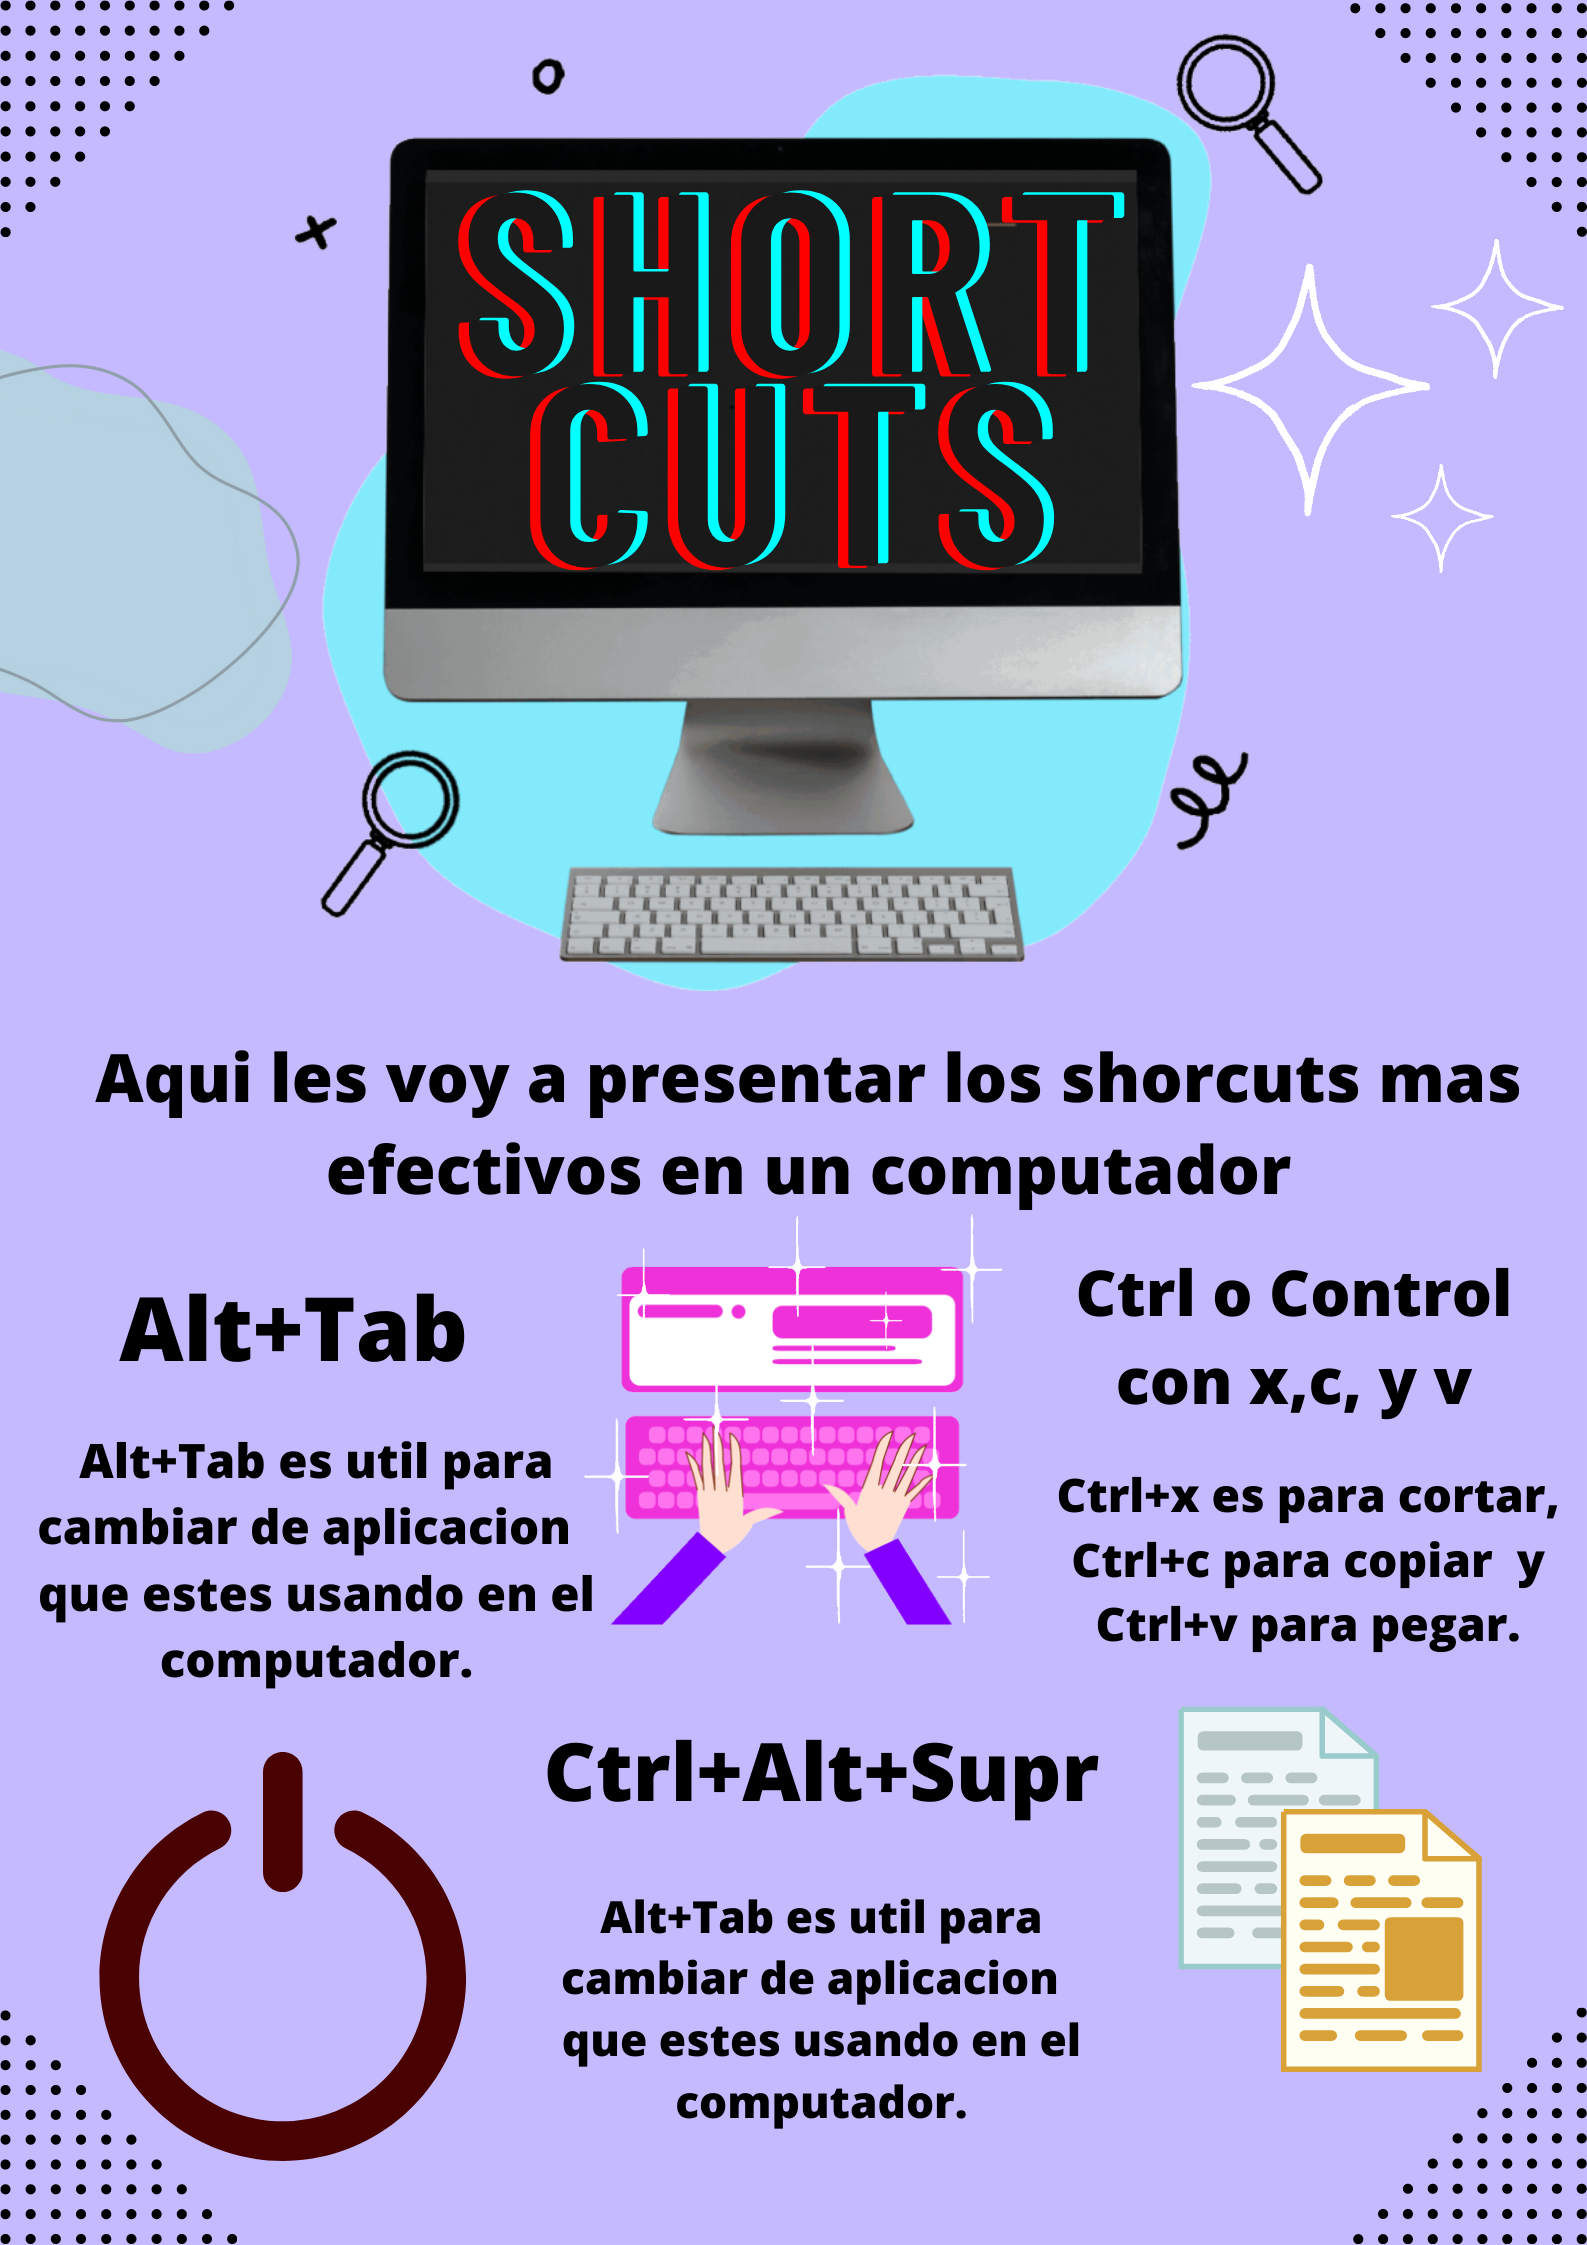 SHORT
CUTS
Aqui les voy a presentar los shorcuts mas
efectivos en un computador
Alt+Tab
Alt+Tab es util para
cambiar de aplicacion
que estes usando en el
computador.
Ctrl o Control
con x,c, y v
Ctrl+x es para cortar,
Ctrl+c para copiar  y
Ctrl+v para pegar.
Ctrl+Alt+Supr
Alt+Tab es util para
cambiar de aplicacion
que estes usando en el
computador.